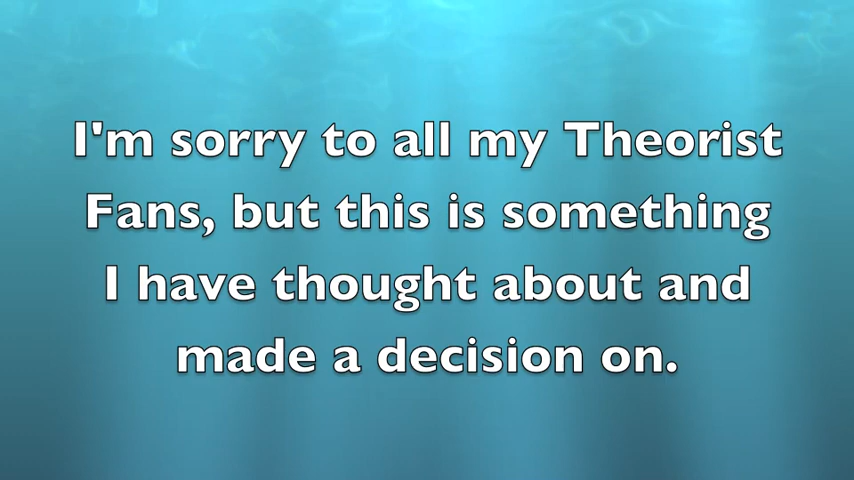 I'm sorry to all my Theorist
Fans, but this is something
I have thought about and
made a decision on.